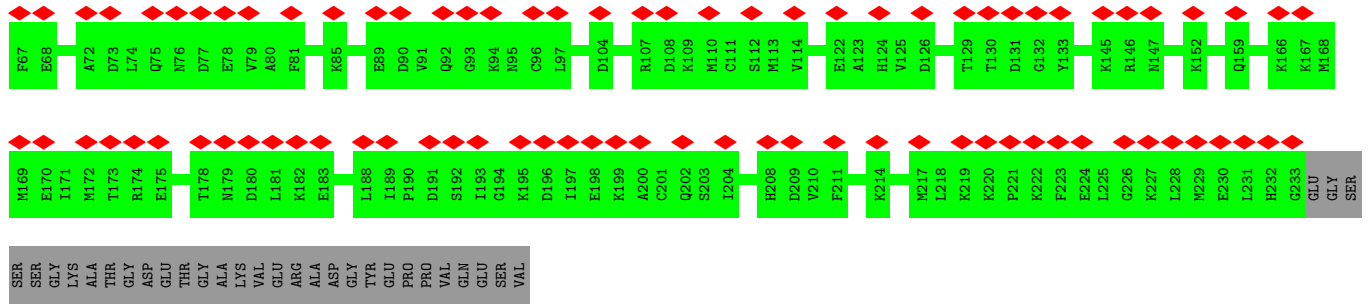 F67 E68 A72 D73 L74 Q75 N76 D77 E78 V79 A80 F81 K85 E89 D90 V91 Q92 G93 K94 N95 C96 L97 D104 R107 D108 K109 M110 C111 S112 M113 V114 E122 A123 H124 V125 D126 T129 T130 D131 G132 Y133 K145 R146 N147 K152 Q159 K166 K167 M168
M169 E170 I171 M172 T173 R174 E175 T178 N179 D180 L181 K182 E183 L188 I189 P190 D191 S192 I193 G194 K195 D196 I197 E198 K199 A200 C201 Q202 S203 I204 H208 D209 V210 F211 K214 M217 L218 K219 K220 P221 K222 F223 E224 L225 G226 K227 L228 M229 E230 L231 H232 G233 GLU GLY SER
SER SER GLY LYS ALA THR GLY ASP GLU THR GLY ALA LYS VAL GLU ARG ALA ASP GLY TYR GLU PRO PRO VAL GLN GLU SER VAL